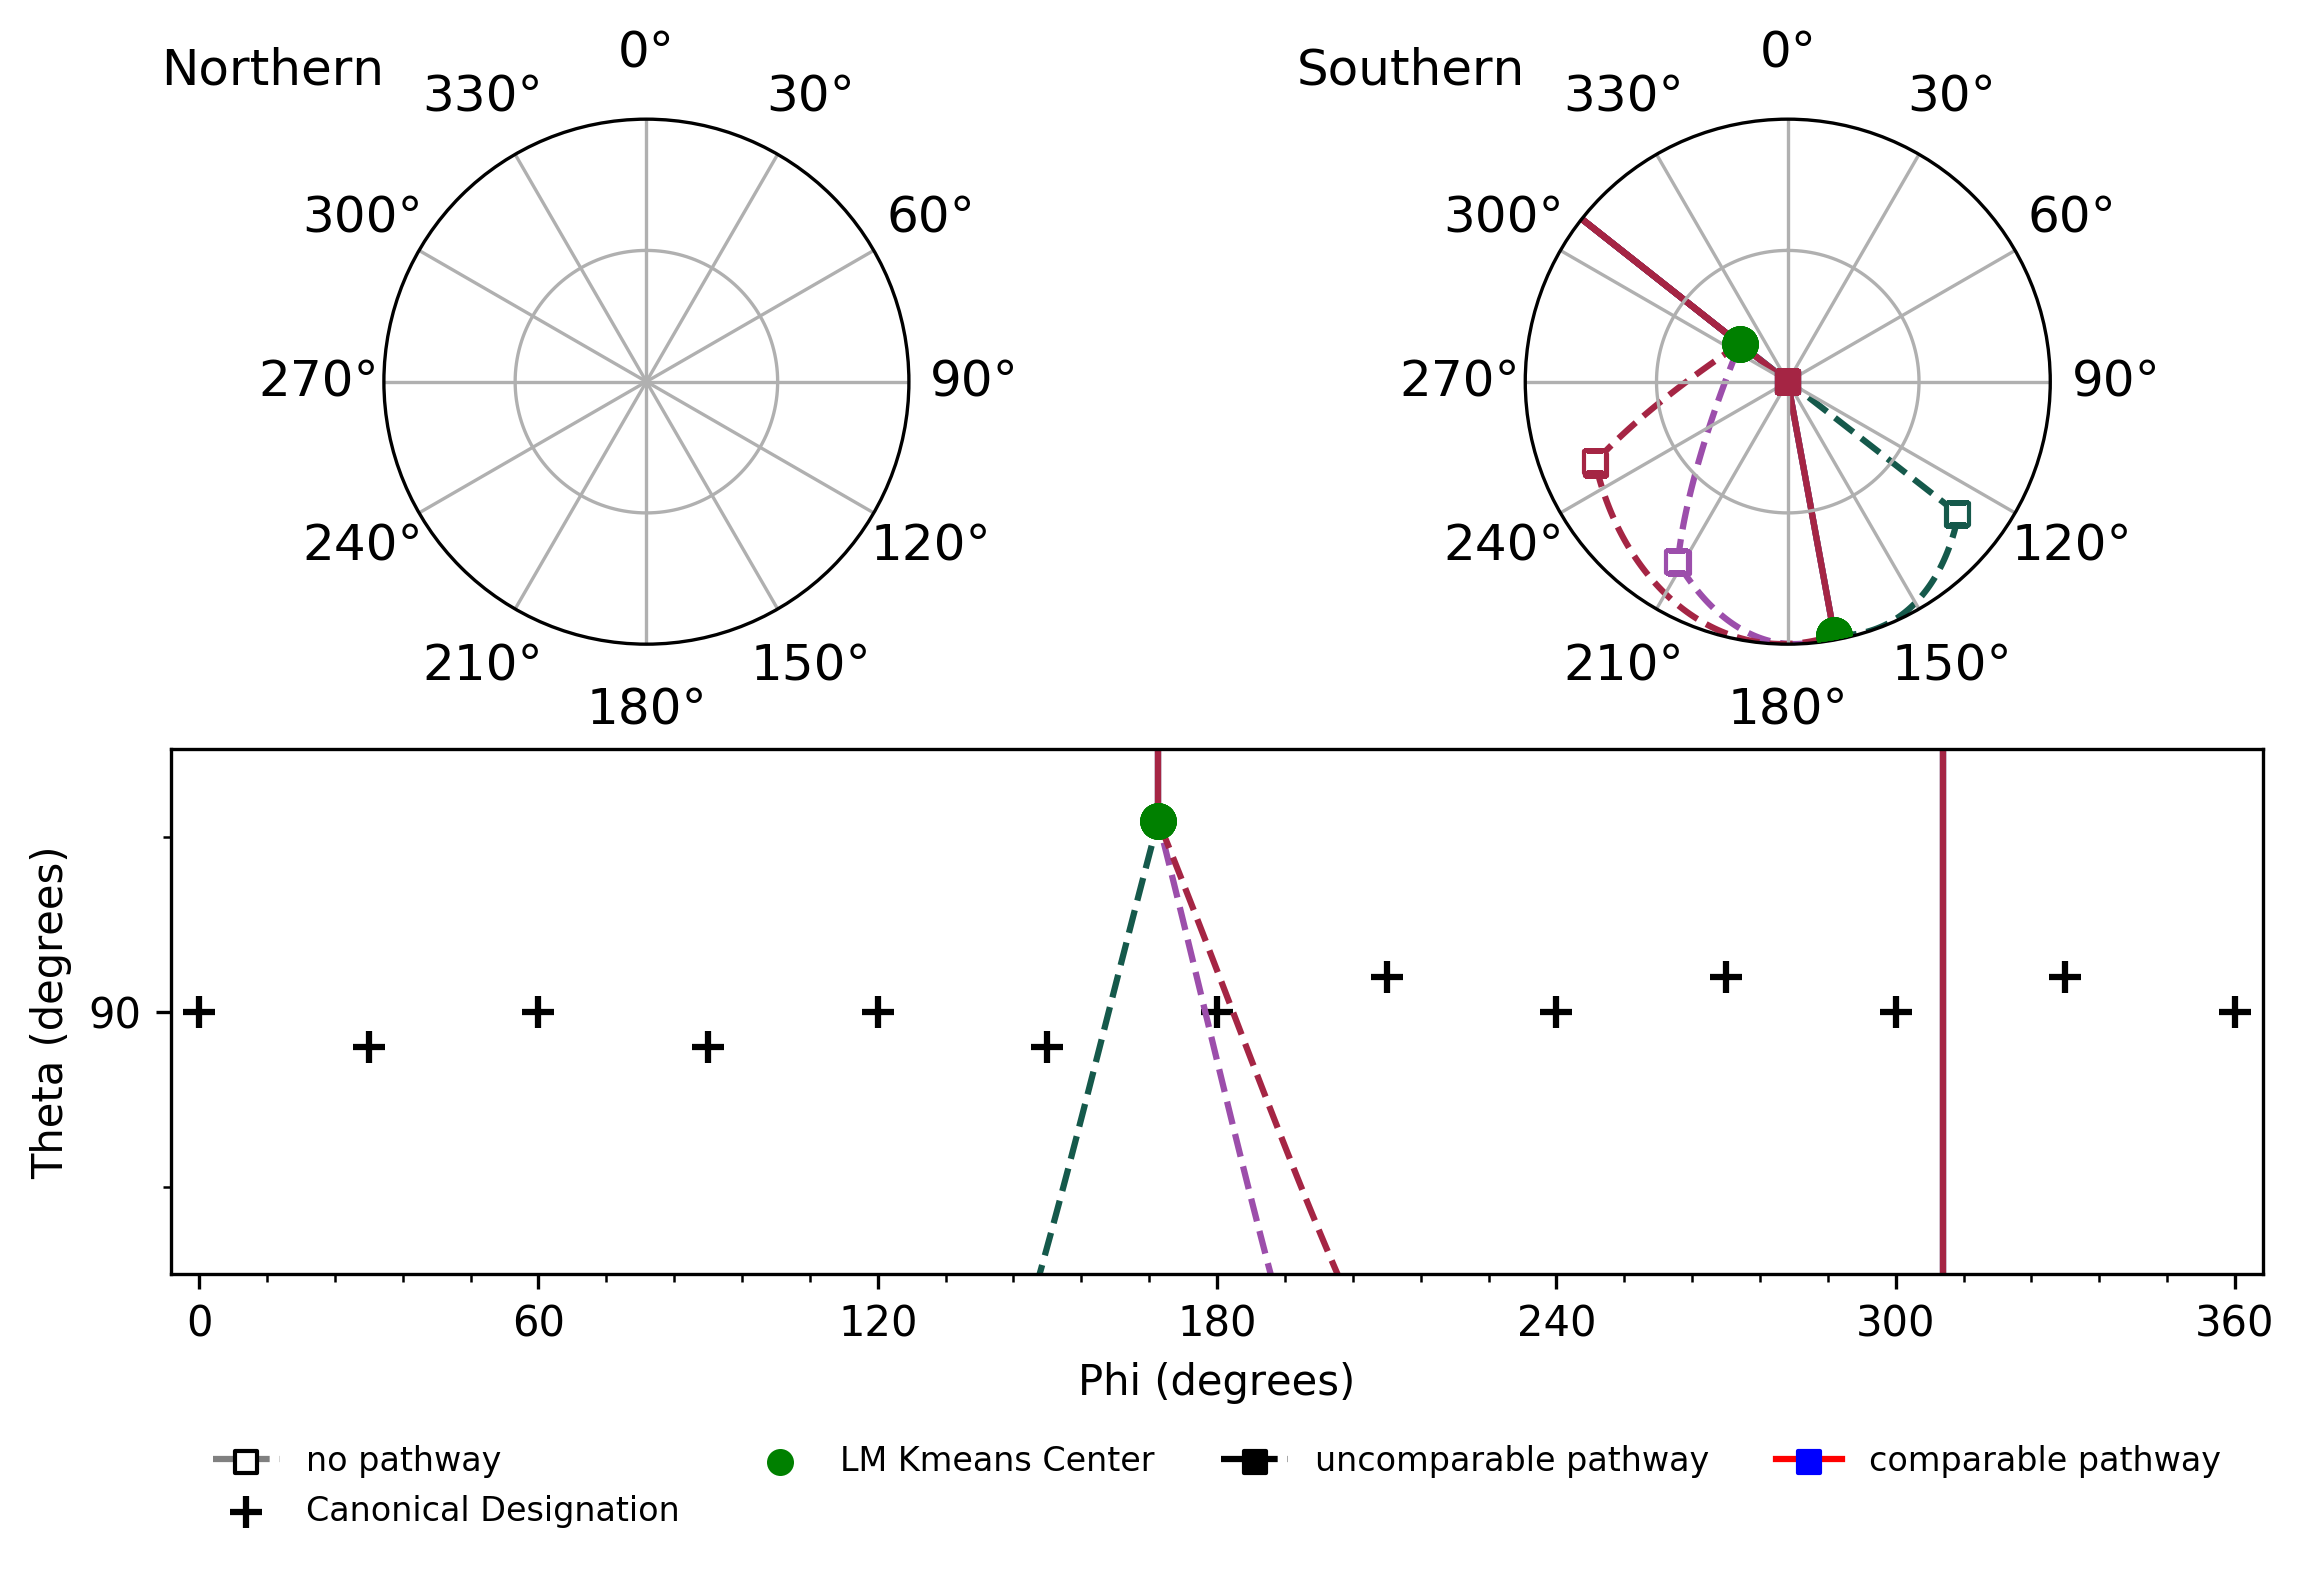 Northern
0°
30°
60°
90°
120°
150°
180°
210°
240°
270°
300°
330°
Southern
0°
30°
60°
90°
120°
150°
180°
210°
240°
270°
300°
330°
Theta (degrees)
90
0 60 120 180 240 300 360
Phi (degrees)
no pathway
Canonical Designation
LM Kmeans Center
uncomparable pathway
comparable pathway